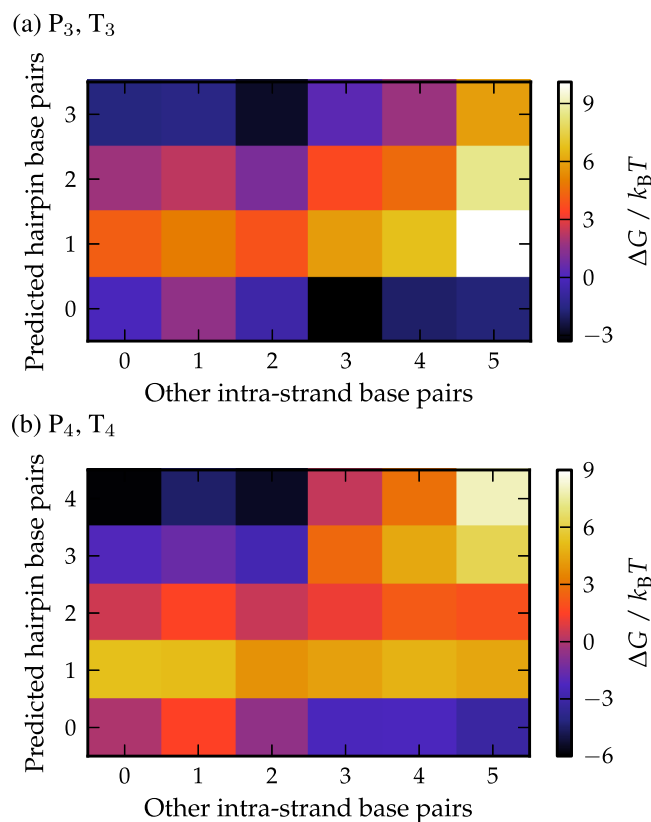 (a) P₃, T₃
Predicted hairpin base pairs
3
2
1
0
0 1 2 3 4 5
Other intra-strand base pairs
9
6
3
0
−3
ΔG / k_BT
(b) P₄, T₄
Predicted hairpin base pairs
4
3
2
1
0
0 1 2 3 4 5
Other intra-strand base pairs
9
6
3
0
−3
−6
ΔG / k_BT